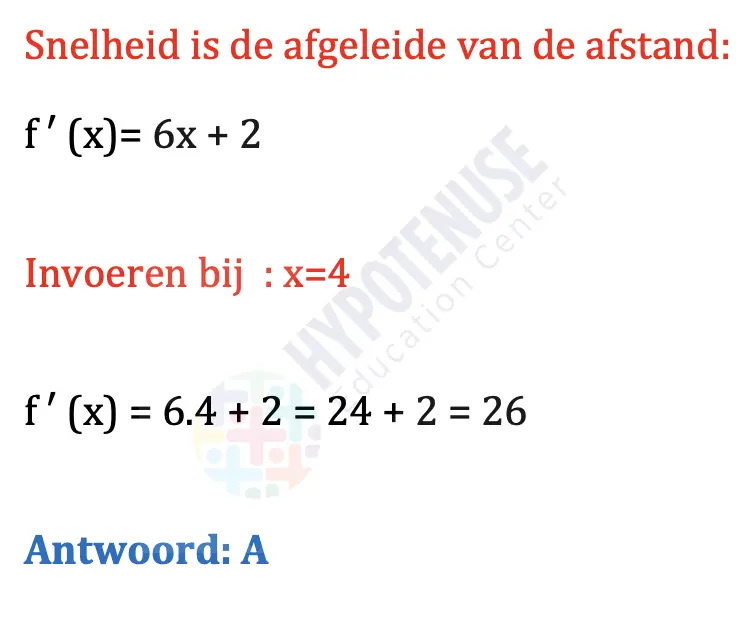 Snelheid is de afgeleide van de afstand:
f ′ (x)= 6x + 2
Invoeren bij : x=4
f ′ (x) = 6.4 + 2 = 24 + 2 = 26
Antwoord: A
HYPOTENUSE
Education Center